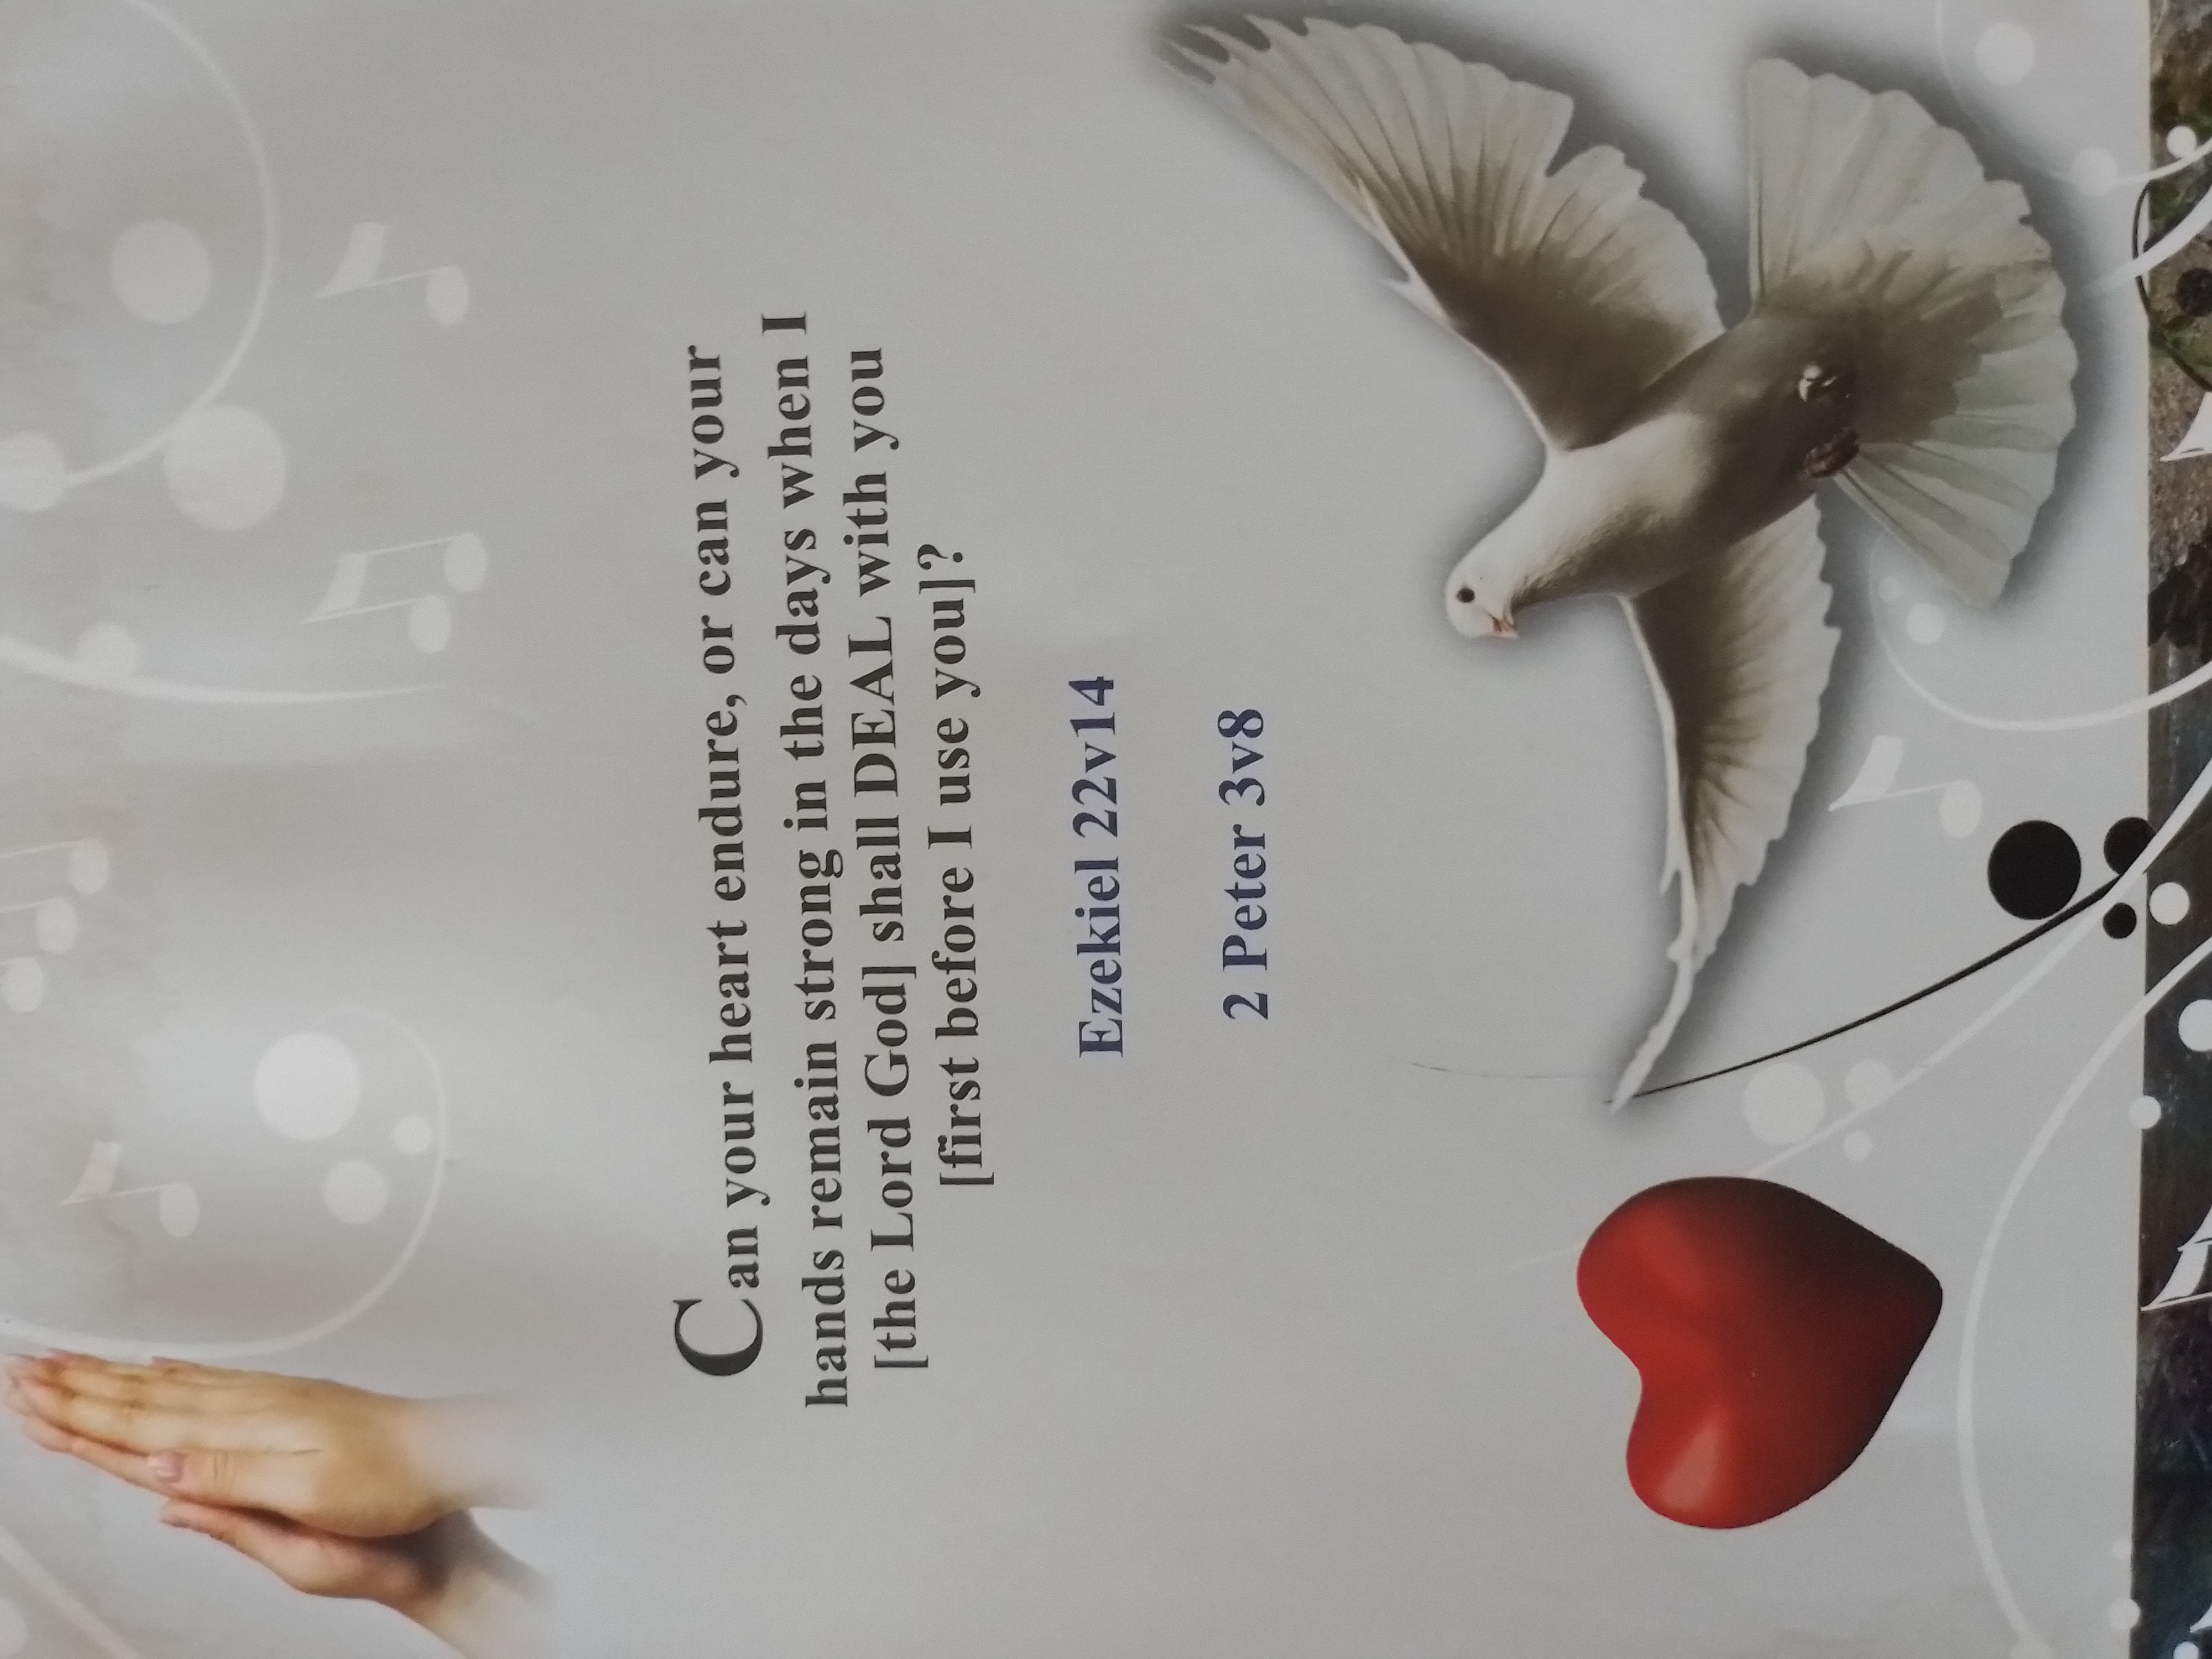 Can your heart endure, or can your
hands remain strong in the days when I
[the Lord God] shall DEAL with you
[first before I use you]?
Ezekiel 22v14
2 Peter 3v8